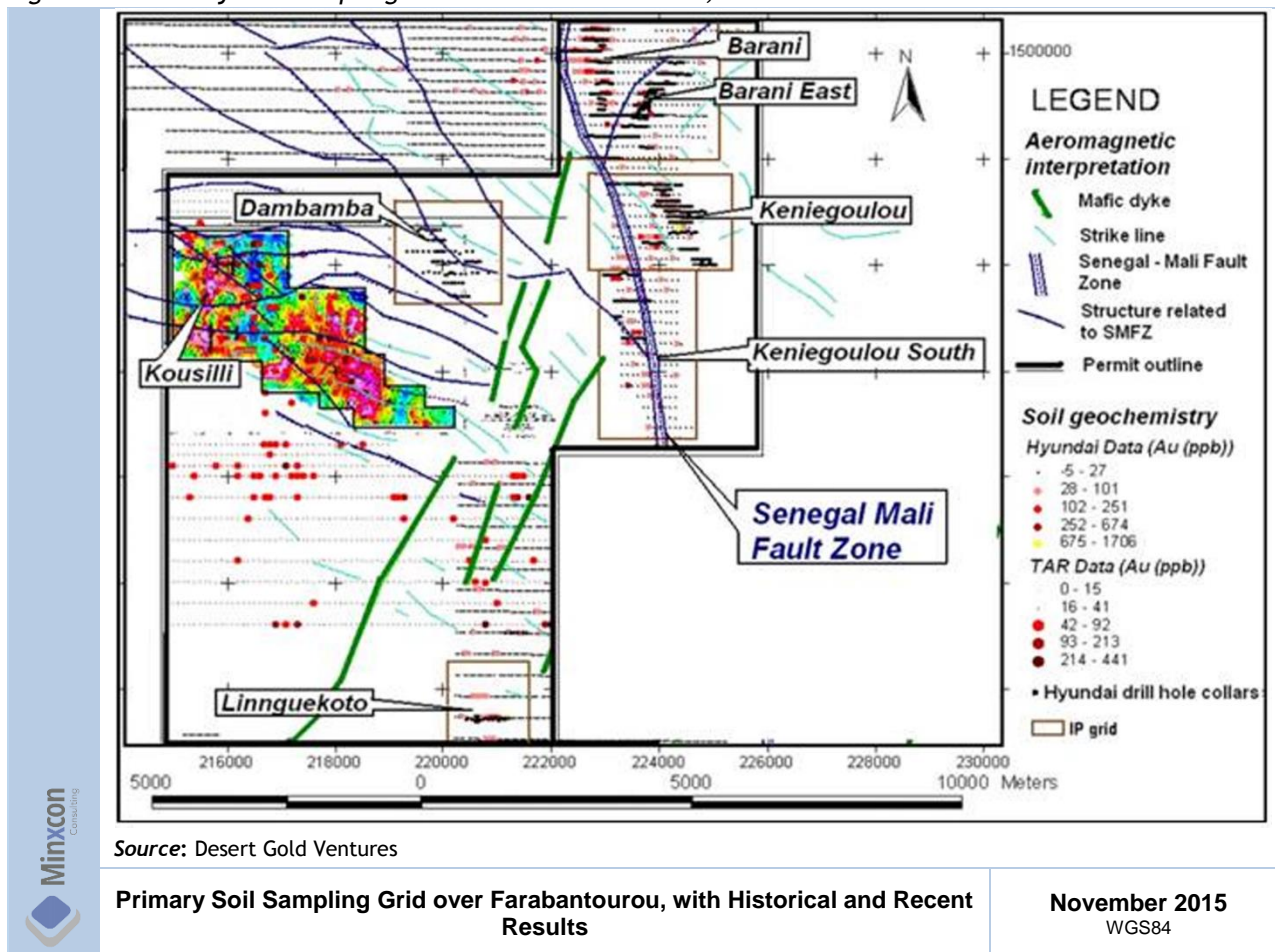 Barani
Barani East
Dambamba
Keniegoulou
Kousilli
Keniegoulou South
Senegal Mali
Fault Zone
Linnguekoto
N
1500000
LEGEND
Aeromagnetic
interpretation
Mafic dyke
Strike line
Senegal - Mali Fault
Zone
Structure related
to SMFZ
Permit outline
Soil geochemistry
Hyundai Data (Au (ppb))
-5 - 27
28 - 101
102 - 251
252 - 674
675 - 1706
TAR Data (Au (ppb))
0 - 15
16 - 41
42 - 92
93 - 213
214 - 441
Hyundai drill hole collars
IP grid
216000 218000 220000 222000 224000 226000 228000 230000
5000 0 5000 10000 Meters
Minxcon
Consulting
Source: Desert Gold Ventures
Primary Soil Sampling Grid over Farabantourou, with Historical and Recent
Results
November 2015
WGS84